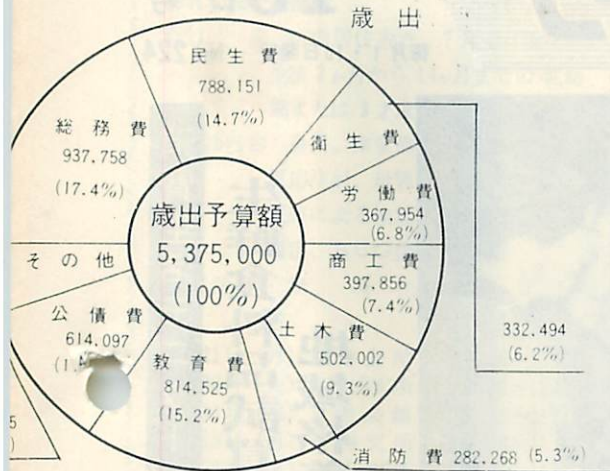 歳出
民生費
788.151
(14.7%)
総務費
937.758
(17.4%)
衛生費
労働費
367.954
(6.8%)
歳出予算額
5,375,000
(100%)
その他
商工費
397.856
(7.4%)
公債費
614.097
土木費
502.002
(9.3%)
332.494
(6.2%)
教育費
814.525
(15.2%)
消防費 282.268 (5.3%)